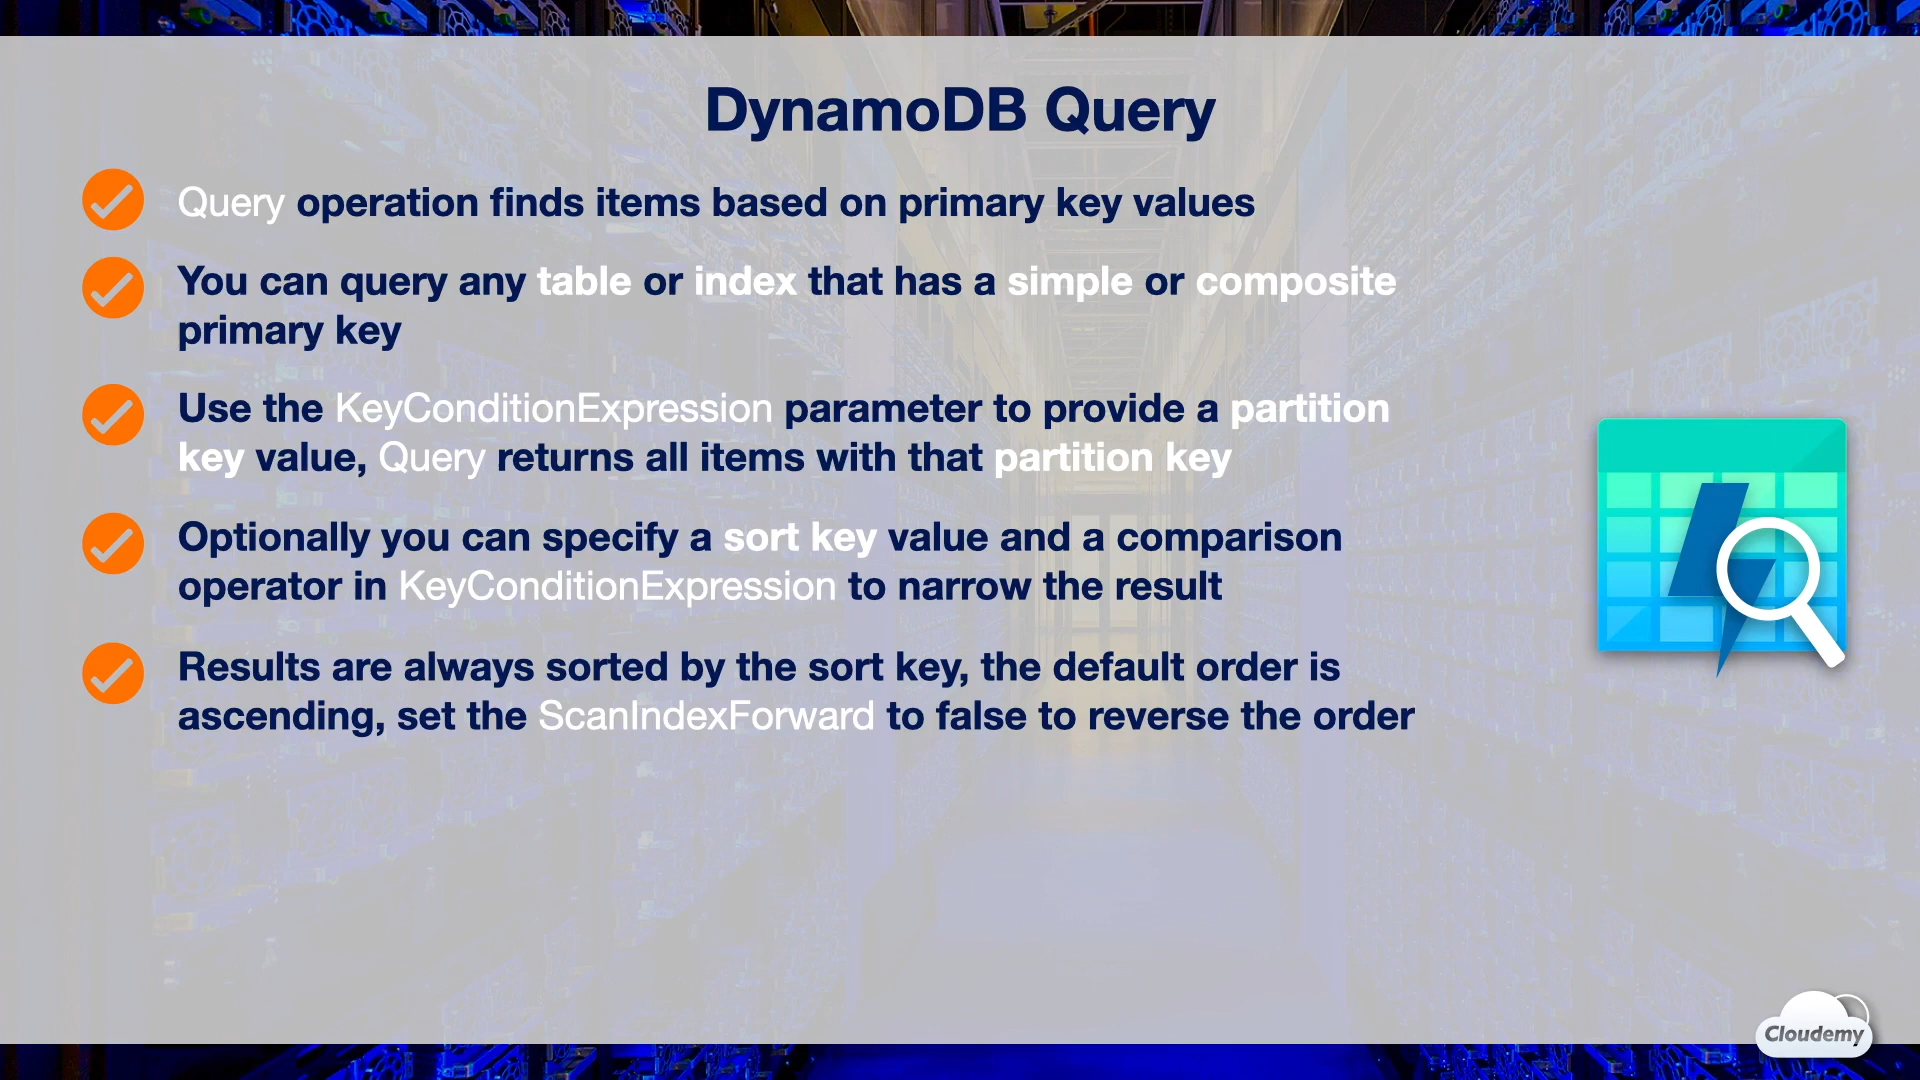 DynamoDB Query
Query operation finds items based on primary key values
You can query any table or index that has a simple or composite
primary key
Use the KeyConditionExpression parameter to provide a partition
key value, Query returns all items with that partition key
Optionally you can specify a sort key value and a comparison
operator in KeyConditionExpression to narrow the result
Results are always sorted by the sort key, the default order is
ascending, set the ScanIndexForward to false to reverse the order
Cloudemy